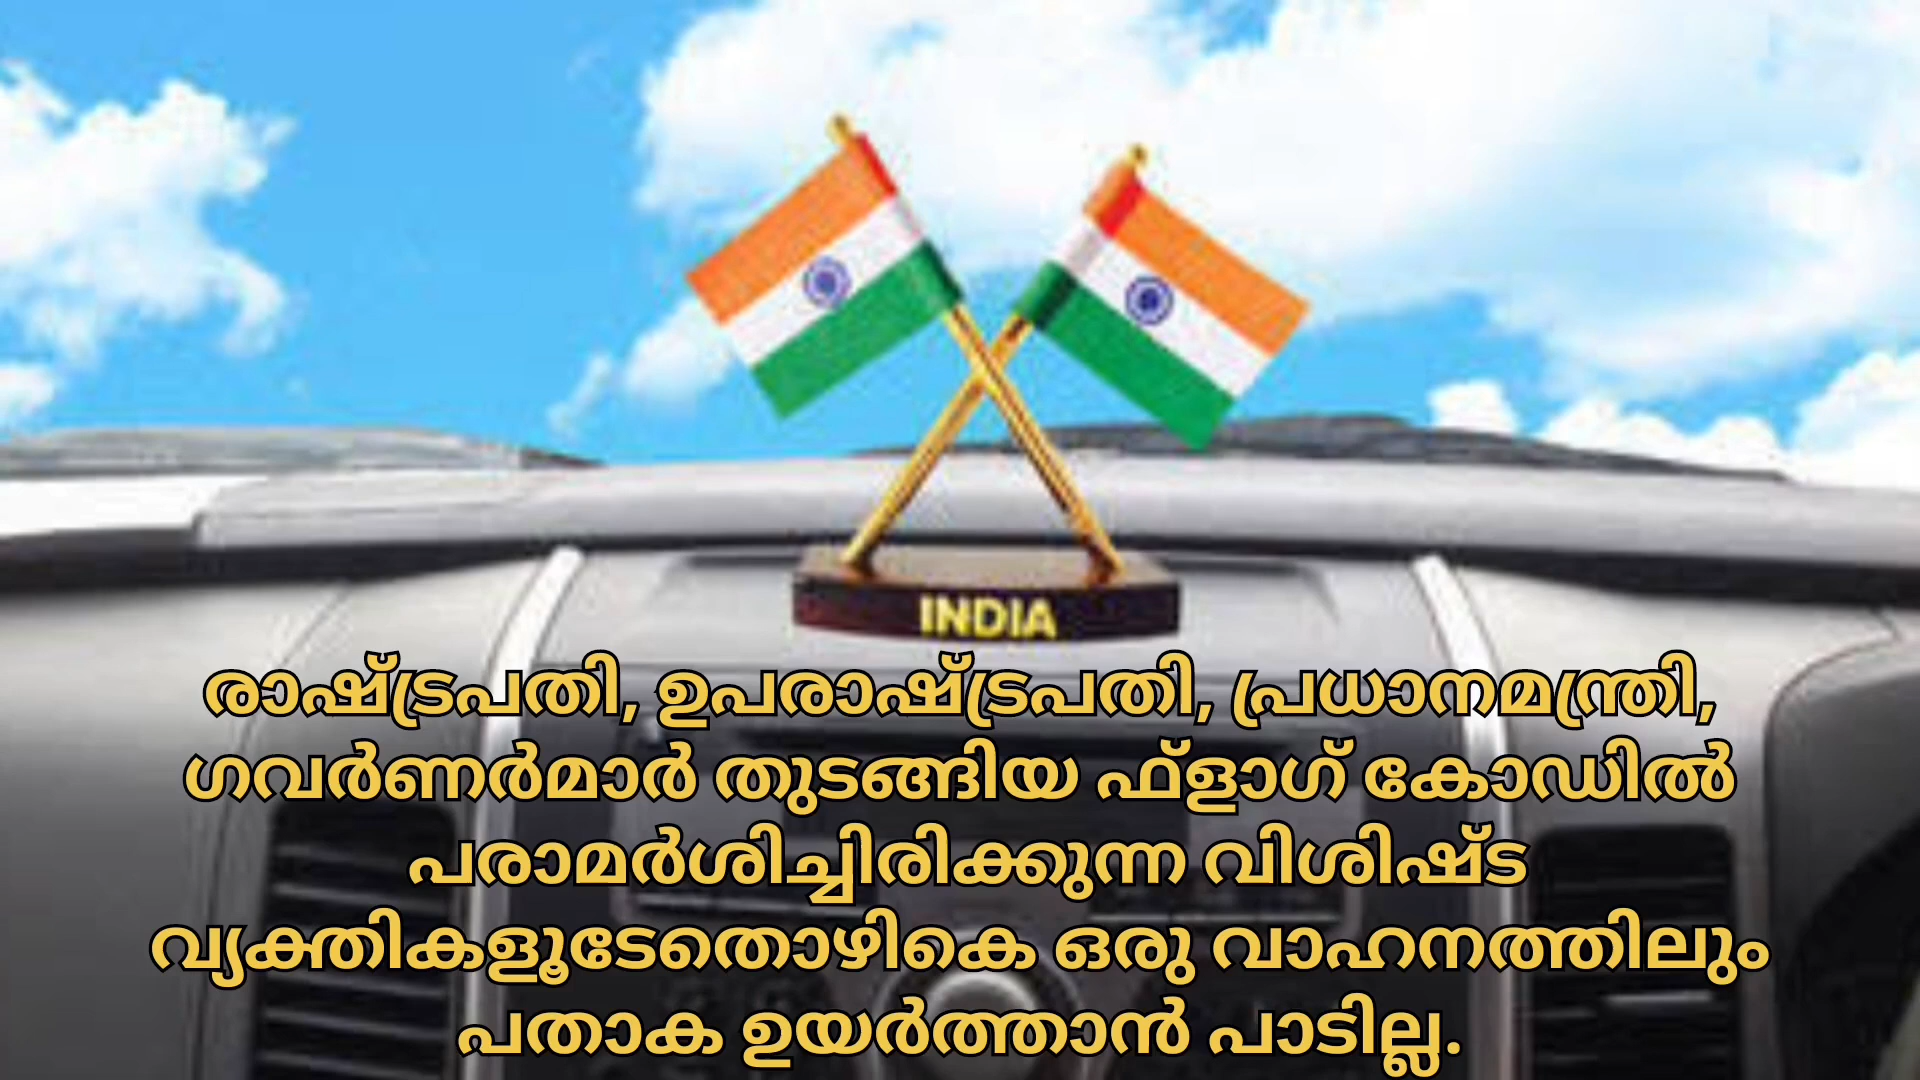 INDIA
രാഷ്ട്രപതി, ഉപരാഷ്ട്രപതി, പ്രധാനമന്ത്രി,
ഗവർണർമാർ തുടങ്ങിയ ഫ്ളാഗ് കോഡിൽ
പരാമർശിച്ചിരിക്കുന്ന വിശിഷ്ട
വ്യക്തികളൂടേതൊഴികെ ഒരു വാഹനത്തിലും
പതാക ഉയർത്താൻ പാടില്ല.